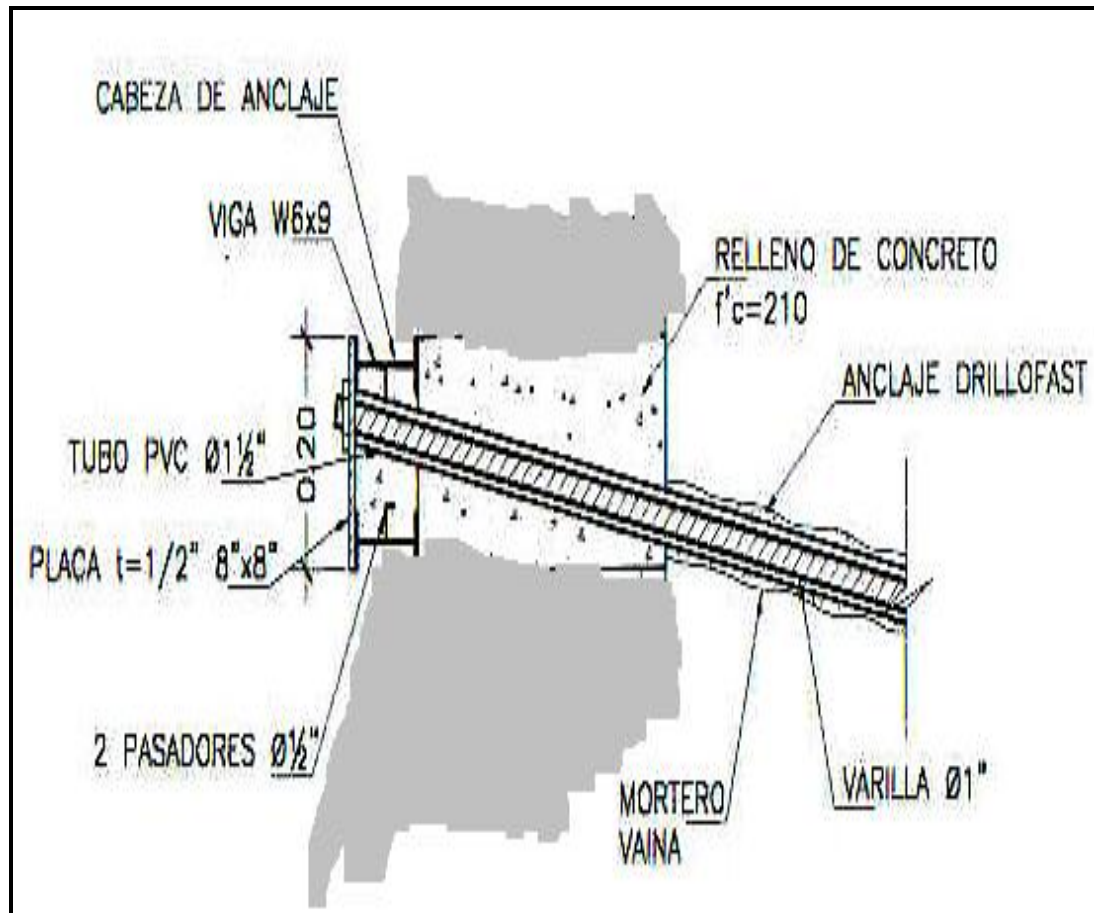 CABEZA DE ANCLAJE
VIGA W6x9
RELLENO DE CONCRETO
f'c=210
ANCLAJE DRILLOFAST
0.20
TUBO PVC Ø1½"
PLACA t=1/2" 8"x8"
2 PASADORES Ø½"
MORTERO
VAINA
VARILLA Ø1"